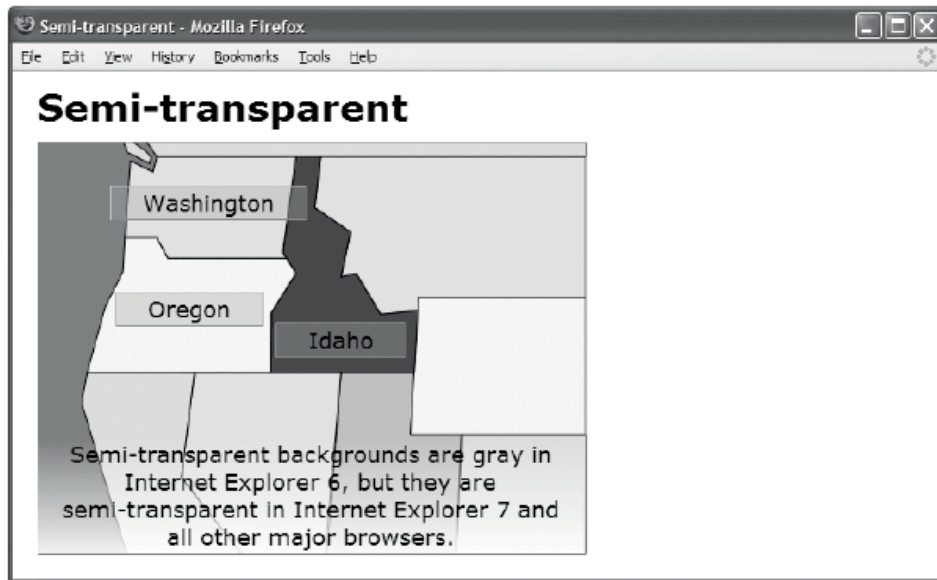 Semi-transparent - Mozilla Firefox
File Edit View History Bookmarks Tools Help
Semi-transparent
Washington
Oregon
Idaho
Semi-transparent backgrounds are gray in
Internet Explorer 6, but they are
semi-transparent in Internet Explorer 7 and
all other major browsers.